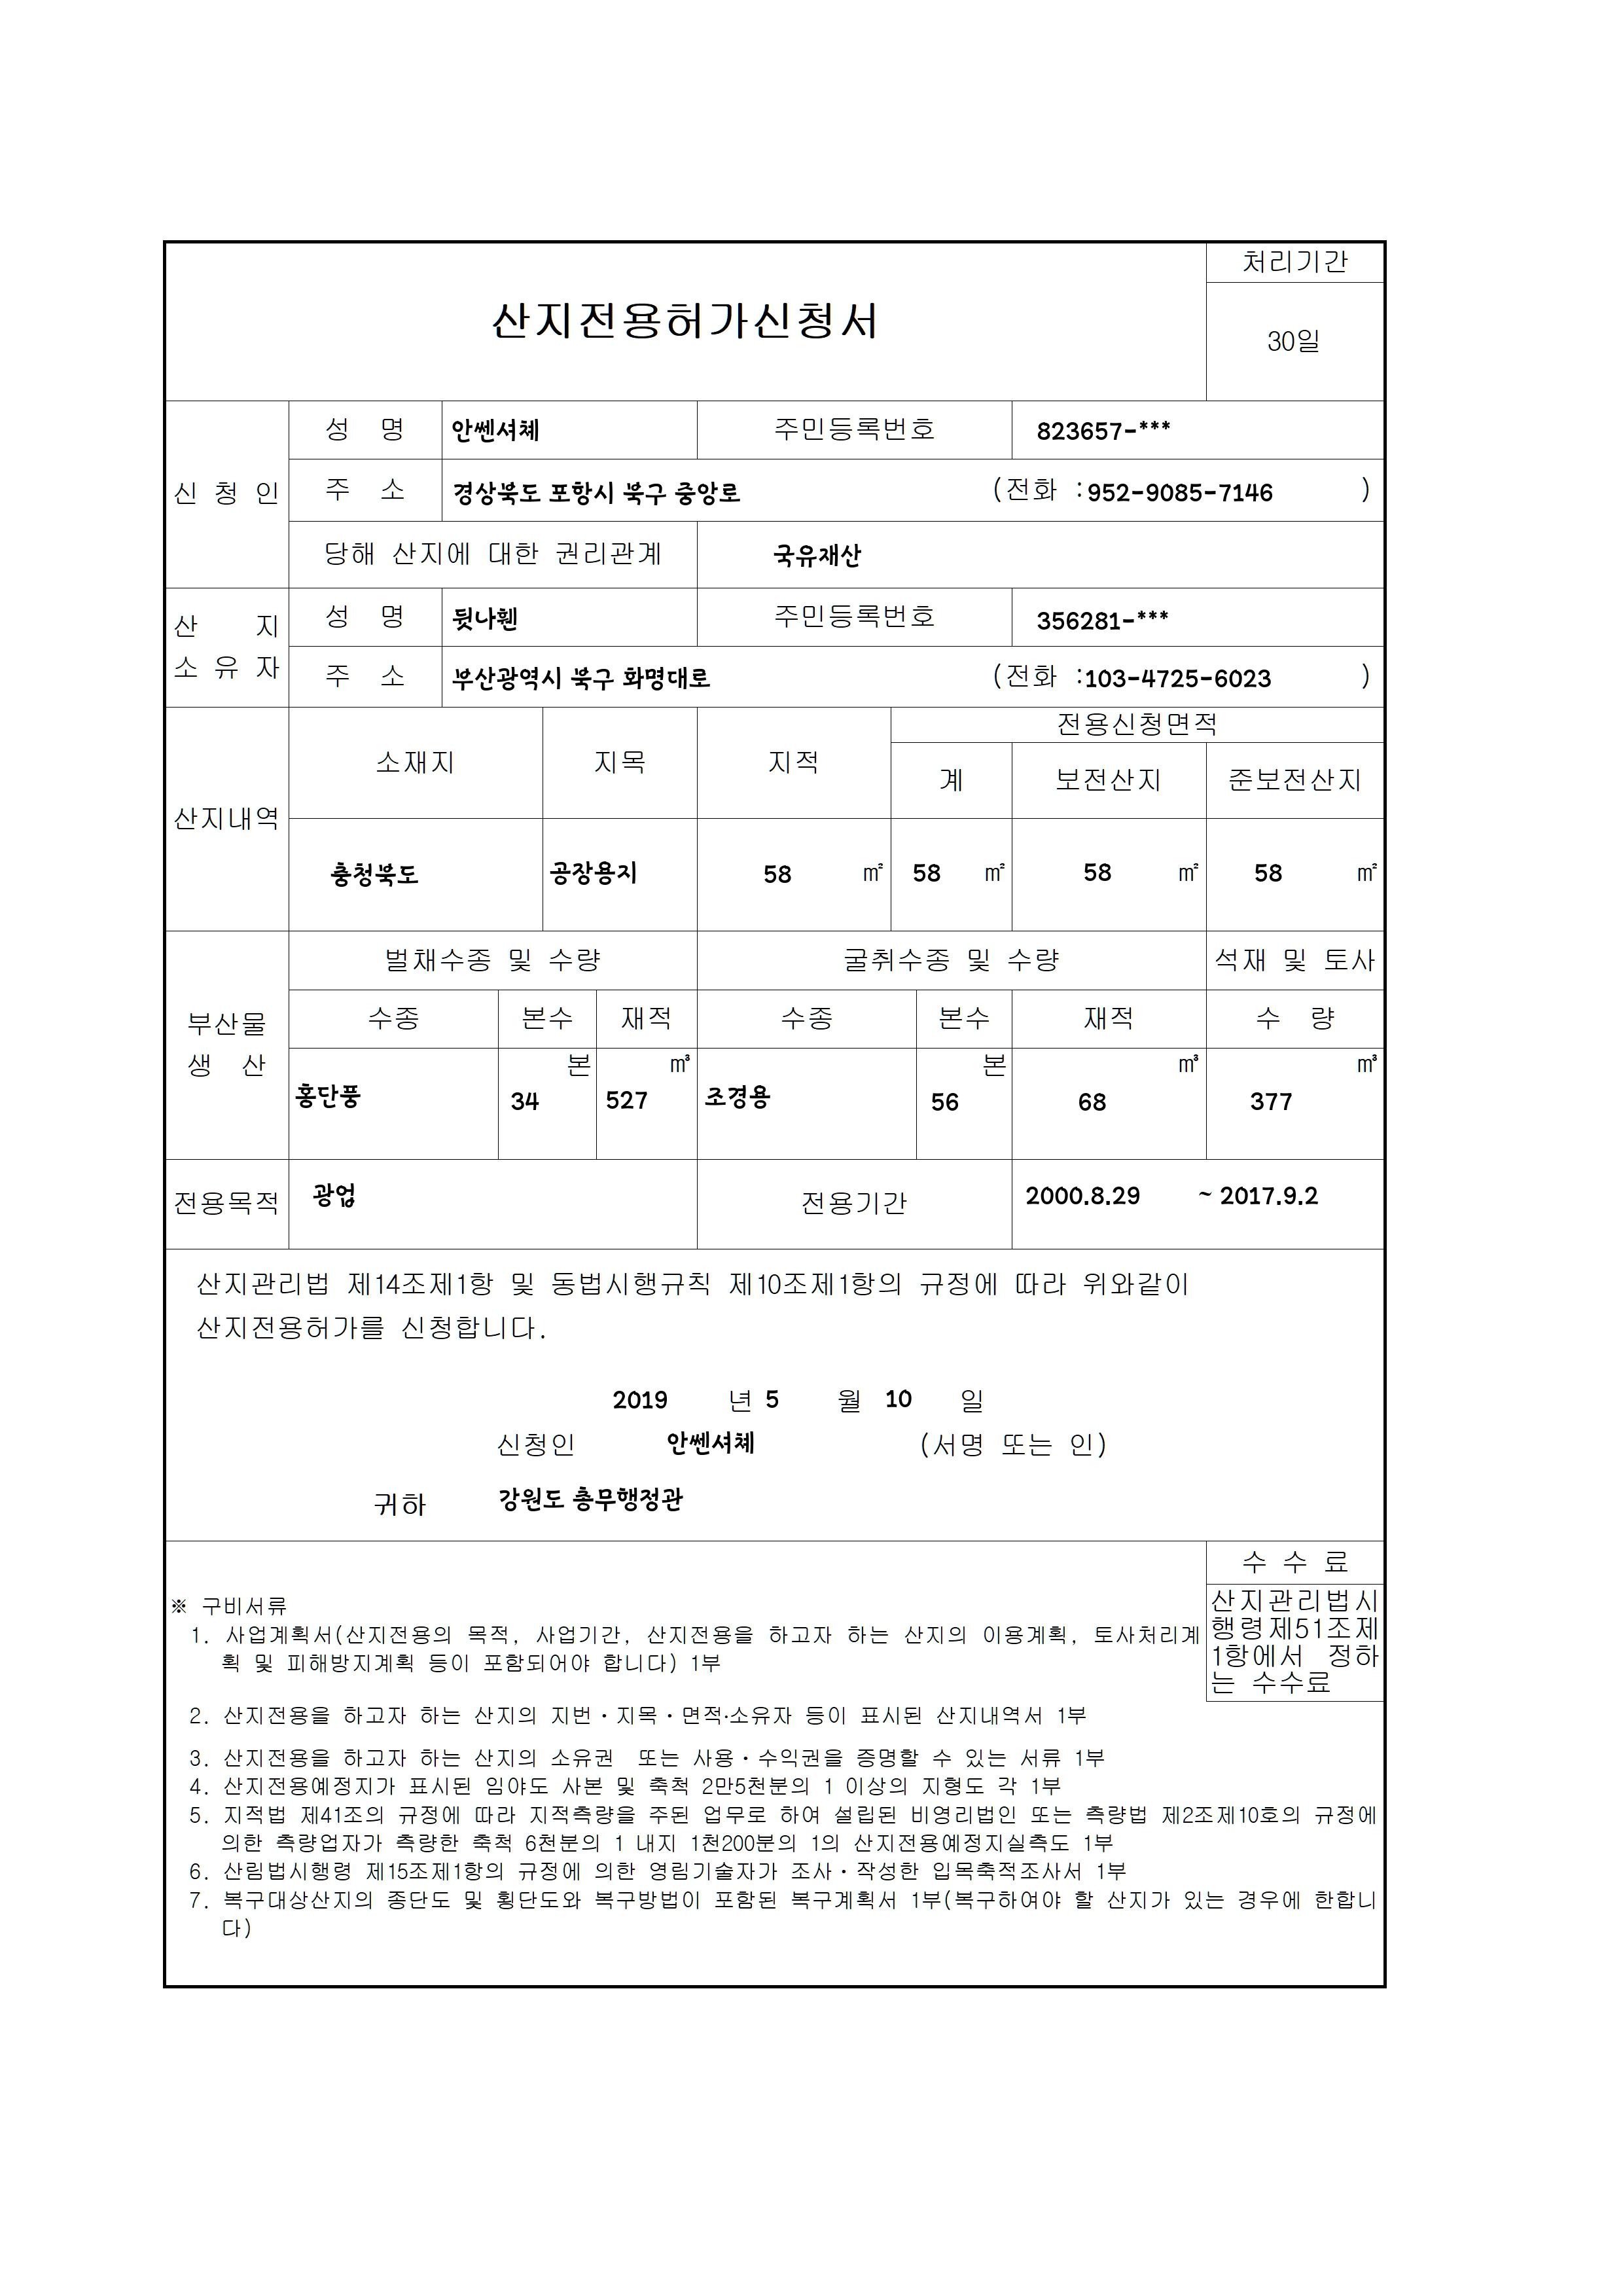 처리기간
산지전용허가신청서
30일
신 청 인
성 명 안쎈셔체 주민등록번호 823657-***
주 소 경상북도 포항시 북구 중앙로 (전화 :952-9085-7146 )
당해 산지에 대한 권리관계 국유재산
산 지
소 유 자
성 명 뒷나휀 주민등록번호 356281-***
주 소 부산광역시 북구 화명대로 (전화 :103-4725-6023 )
산지내역
소재지 지목 지적 전용신청면적
계 보전산지 준보전산지
충청북도 공장용지 58 ㎡ 58 ㎡ 58 ㎡ 58 ㎡
부산물
생 산
벌채수종 및 수량 굴취수종 및 수량 석재 및 토사
수종 본수 재적 수종 본수 재적 수 량
본 ㎥ 본 ㎥ ㎥
홍단풍 34 527 조경용 56 68 377
전용목적 광업 전용기간 2000.8.29 ~ 2017.9.2
산지관리법 제14조제1항 및 동법시행규칙 제10조제1항의 규정에 따라 위와같이
산지전용허가를 신청합니다.
2019 년 5 월 10 일
신청인 안쎈셔체 (서명 또는 인)
귀하 강원도 총무행정관
수 수 료
산지관리법시
행령제51조제
1항에서 정하
는 수수료
※ 구비서류
1. 사업계획서(산지전용의 목적, 사업기간, 산지전용을 하고자 하는 산지의 이용계획, 토사처리계
획 및 피해방지계획 등이 포함되어야 합니다) 1부
2. 산지전용을 하고자 하는 산지의 지번·지목·면적·소유자 등이 표시된 산지내역서 1부
3. 산지전용을 하고자 하는 산지의 소유권 또는 사용·수익권을 증명할 수 있는 서류 1부
4. 산지전용예정지가 표시된 임야도 사본 및 축척 2만5천분의 1 이상의 지형도 각 1부
5. 지적법 제41조의 규정에 따라 지적측량을 주된 업무로 하여 설립된 비영리법인 또는 측량법 제2조제10호의 규정에
의한 측량업자가 측량한 축척 6천분의 1 내지 1천200분의 1의 산지전용예정지실측도 1부
6. 산림법시행령 제15조제1항의 규정에 의한 영림기술자가 조사·작성한 입목축적조사서 1부
7. 복구대상산지의 종단도 및 횡단도와 복구방법이 포함된 복구계획서 1부(복구하여야 할 산지가 있는 경우에 한합니
다)